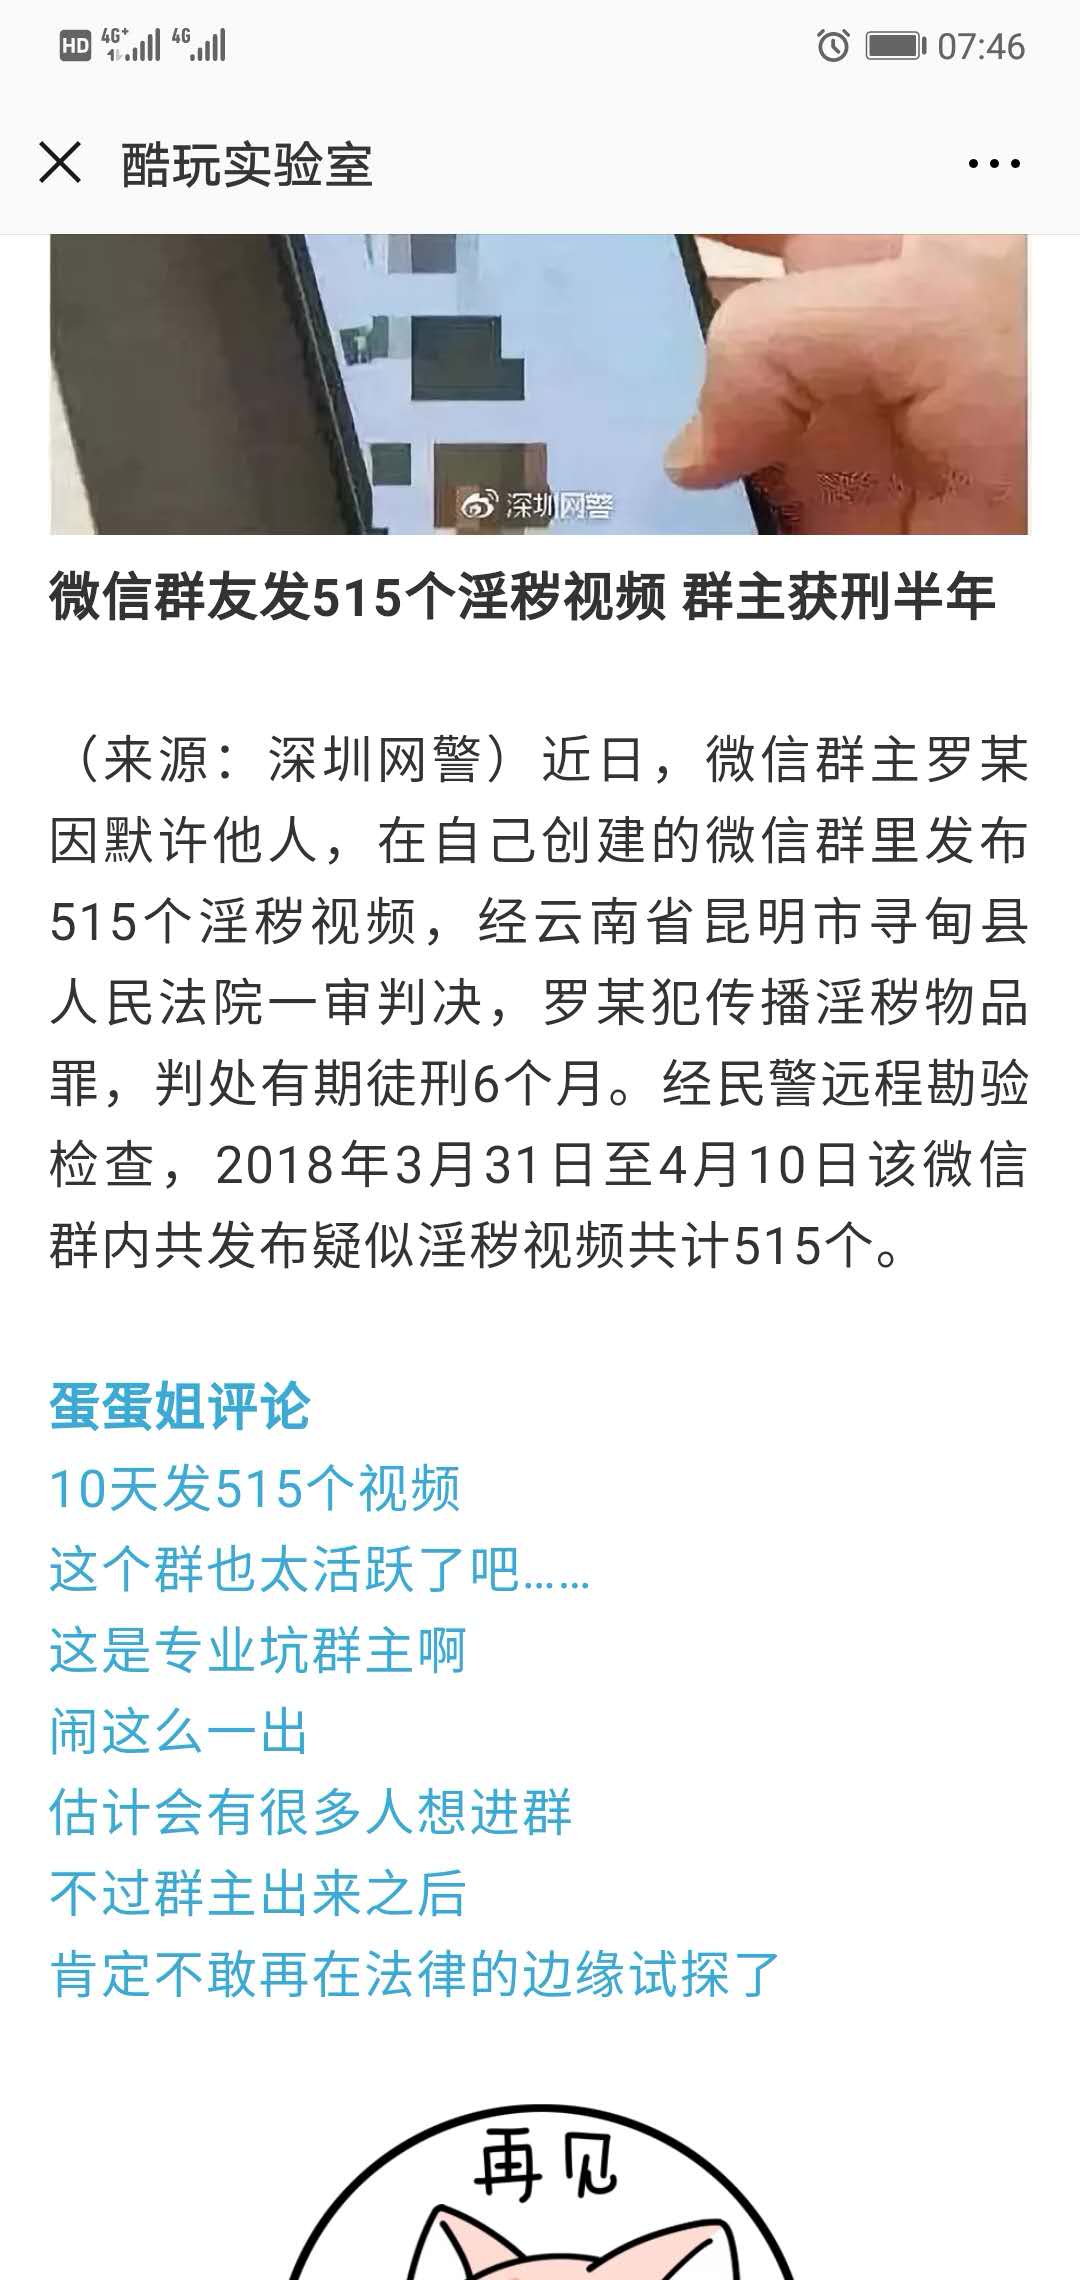 HD 4G+ 4G 07:46
酷玩实验室
深圳网警
微信群友发515个淫秽视频 群主获刑半年
（来源：深圳网警）近日，微信群主罗某
因默许他人，在自己创建的微信群里发布
515个淫秽视频，经云南省昆明市寻甸县
人民法院一审判决，罗某犯传播淫秽物品
罪，判处有期徒刑6个月。经民警远程勘验
检查，2018年3月31日至4月10日该微信
群内共发布疑似淫秽视频共计515个。
蛋蛋姐评论
10天发515个视频
这个群也太活跃了吧……
这是专业坑群主啊
闹这么一出
估计会有很多人想进群
不过群主出来之后
肯定不敢再在法律的边缘试探了
再见